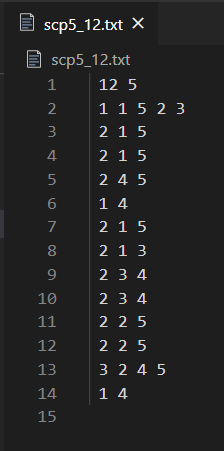 scp5_12.txt
scp5_12.txt
1 12 5
2 1 1 5 2 3
3 2 1 5
4 2 1 5
5 2 4 5
6 1 4
7 2 1 5
8 2 1 3
9 2 3 4
10 2 3 4
11 2 2 5
12 2 2 5
13 3 2 4 5
14 1 4
15